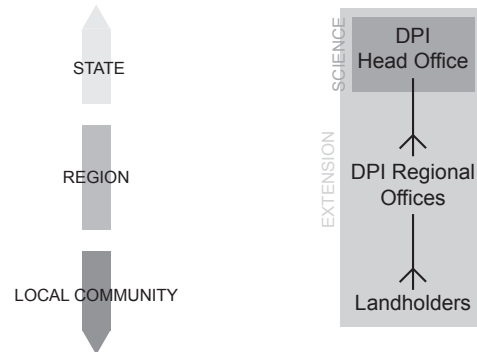 STATE
REGION
LOCAL COMMUNITY
SCIENCE
EXTENSION
DPI
Head Office
DPI Regional
Offices
Landholders